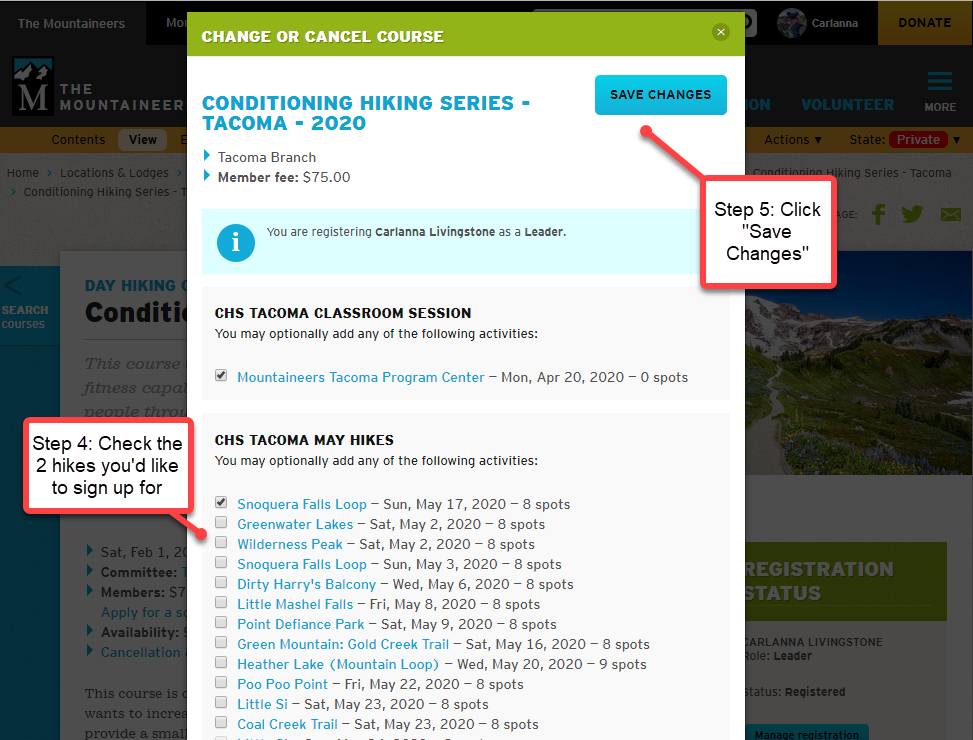 The Mountaineers
Carlanna
DONATE
THE
MOUNTAINEER
VOLUNTEER
MORE
Contents
View
Actions ▾
State: Private ▾
Home › Locations & Lodges ›
› Conditioning Hiking Series - T
Conditioning Hiking Series - Tacoma
CHANGE OR CANCEL COURSE
×
CONDITIONING HIKING SERIES -
TACOMA - 2020
SAVE CHANGES
Tacoma Branch
Member fee: $75.00
i
You are registering Carlanna Livingstone as a Leader.
Step 5: Click
"Save
Changes"
CHS TACOMA CLASSROOM SESSION
You may optionally add any of the following activities:
Mountaineers Tacoma Program Center – Mon, Apr 20, 2020 – 0 spots
CHS TACOMA MAY HIKES
You may optionally add any of the following activities:
Snoquera Falls Loop – Sun, May 17, 2020 – 8 spots
Greenwater Lakes – Sat, May 2, 2020 – 8 spots
Wilderness Peak – Sat, May 2, 2020 – 8 spots
Snoquera Falls Loop – Sun, May 3, 2020 – 8 spots
Dirty Harry's Balcony – Wed, May 6, 2020 – 8 spots
Little Mashel Falls – Fri, May 8, 2020 – 8 spots
Point Defiance Park – Sat, May 9, 2020 – 8 spots
Green Mountain: Gold Creek Trail – Sat, May 16, 2020 – 8 spots
Heather Lake (Mountain Loop) – Wed, May 20, 2020 – 9 spots
Poo Poo Point – Fri, May 22, 2020 – 8 spots
Little Si – Sat, May 23, 2020 – 8 spots
Coal Creek Trail – Sat, May 23, 2020 – 8 spots
Step 4: Check the
2 hikes you'd like
to sign up for
SEARCH
courses
DAY HIKING
Conditi
This course
fitness capa
people throu
Sat, Feb 1, 20
Committee:
Members: $7
Apply for a sc
Availability:
Cancellation
This course is
wants to increa
provide a small
REGISTRATION
STATUS
CARLANNA LIVINGSTONE
Role: Leader
Status: Registered
Manage registration